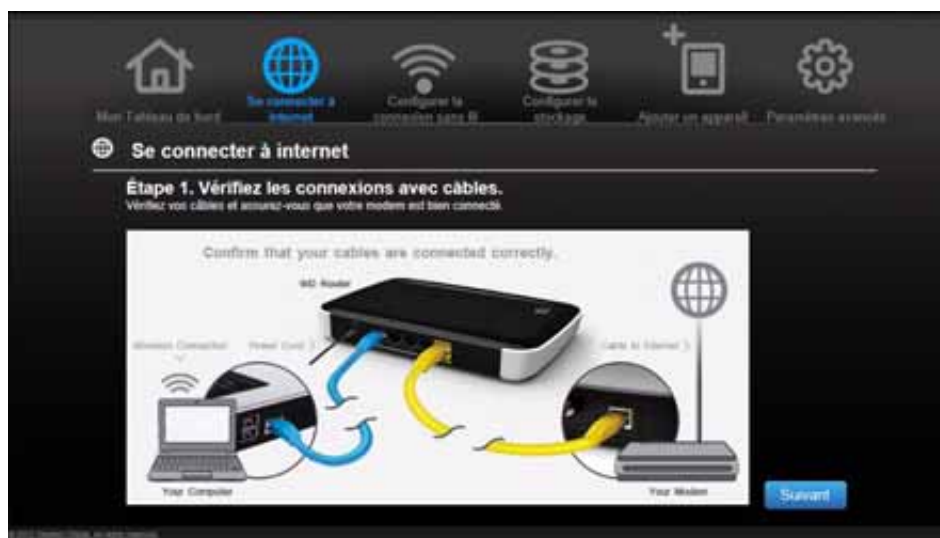 Mon Tableau de bord
Se connecter à
internet
Configurer la
connexion sans fil
Configurer le
stockage
Ajouter un appareil
Paramètres avancés
Se connecter à internet
Étape 1. Vérifiez les connexions avec câbles.
Vérifiez vos câbles et assurez-vous que votre modem est bien connecté.
Confirm that your cables are connected correctly.
WD Router
Wireless Connection
Power Cord
Cable to Internet
Your Computer
Your Modem
Suivant